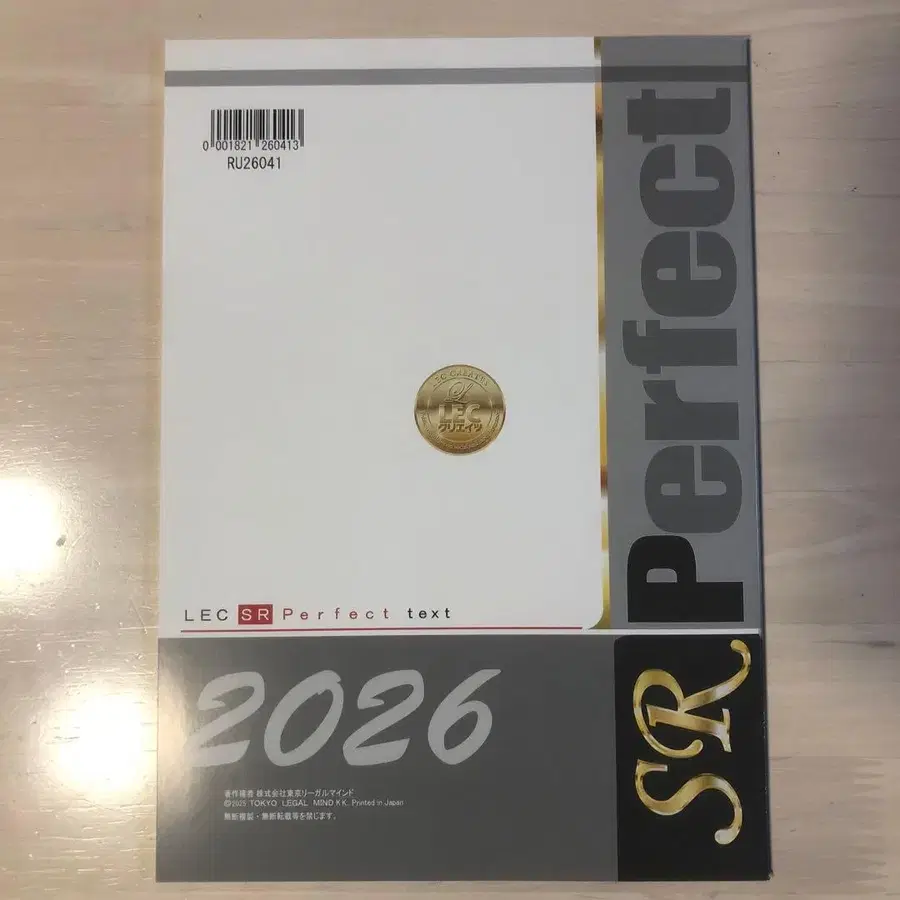 0 001821 260413
RU26041
LEC CREATES
L
LEC
クリエイツ
LEC SR Perfect text
2026
著作権者 株式会社東京リーガルマインド
©2025 TOKYO LEGAL MIND K.K. Printed in Japan
無断複製・無断転載等を禁じます。
Perfect
SR